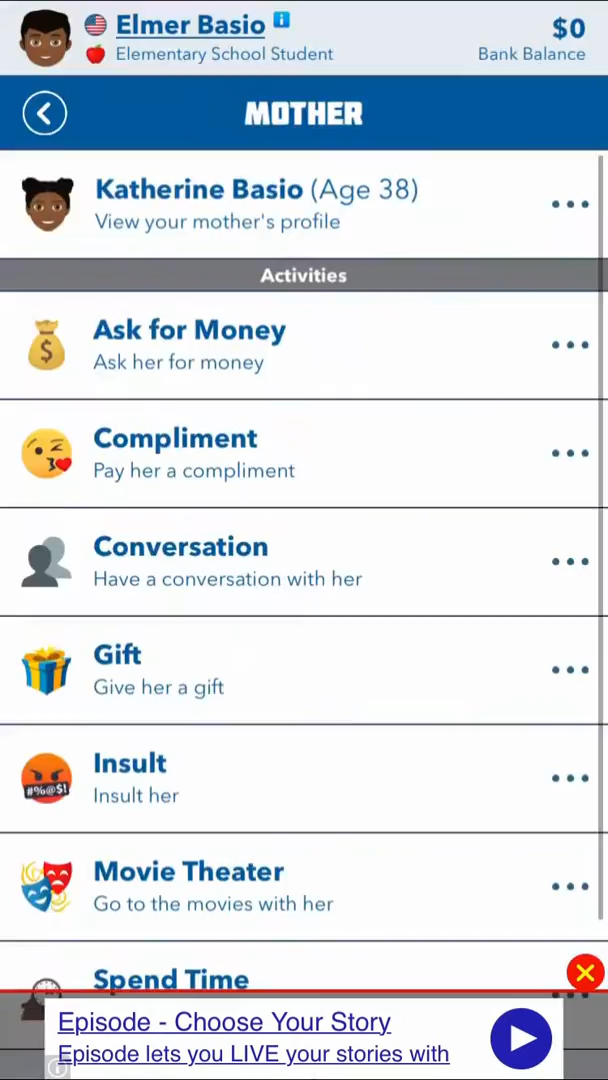 Elmer Basio
$0
Elementary School Student
Bank Balance
MOTHER
Katherine Basio (Age 38)
View your mother's profile
Activities
Ask for Money
Ask her for money
Compliment
Pay her a compliment
Conversation
Have a conversation with her
Gift
Give her a gift
Insult
#%@$!
Insult her
Movie Theater
Go to the movies with her
Spend Time
Episode - Choose Your Story
Episode lets you LIVE your stories with